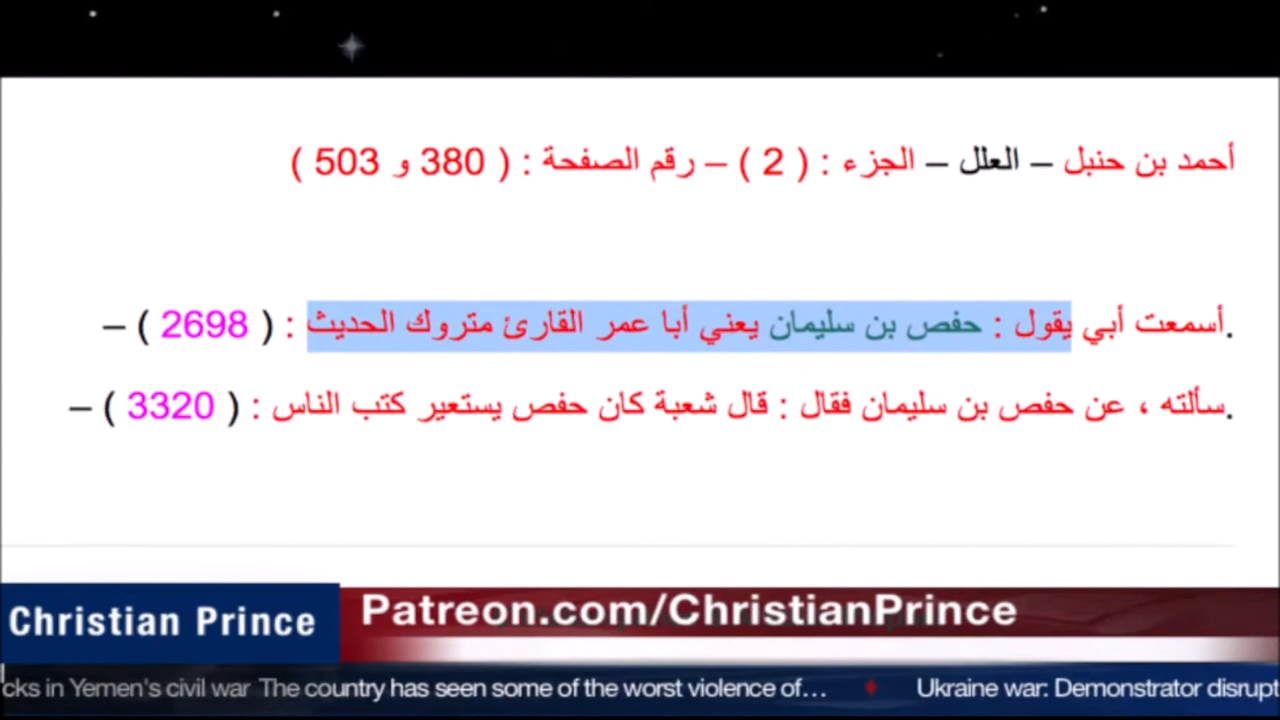 أحمد بن حنبل – العلل – الجزء : ( 2 ) – رقم الصفحة : ( 380 و 503 )
.أسمعت أبي يقول : حفص بن سليمان يعني أبا عمر القارئ متروك الحديث : ( 2698 ) –
.سألته ، عن حفص بن سليمان فقال : قال شعبة كان حفص يستعير كتب الناس : ( 3320 ) –
Christian Prince
Patreon.com/ChristianPrince
cks in Yemen's civil war The country has seen some of the worst violence of... ♦ Ukraine war: Demonstrator disrupt